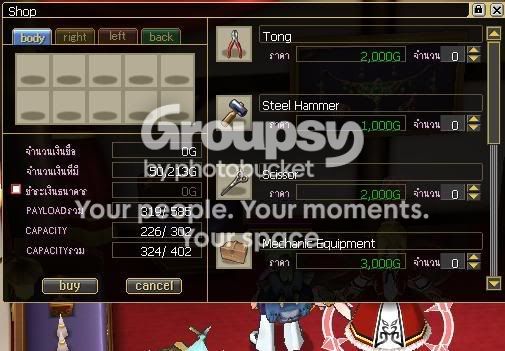 Shop
body right left back
จำนวนเงินซื้อ 0G
จำนวนเงินที่มี 50,213G
ชำระเงินธนาคาร 0G
PAYLOADรวม 319/ 585
CAPACITY 226/ 302
CAPACITYรวม 324/ 402
buy cancel
Tong
ราคา 2,000G จำนวน 0
Steel Hammer
ราคา 1,000G จำนวน 0
Scissor
ราคา 2,000G จำนวน 0
Mechanic Equipment
ราคา 3,000G จำนวน 0
Groupsy
by photobucket
Your people. Your moments.
Your space.